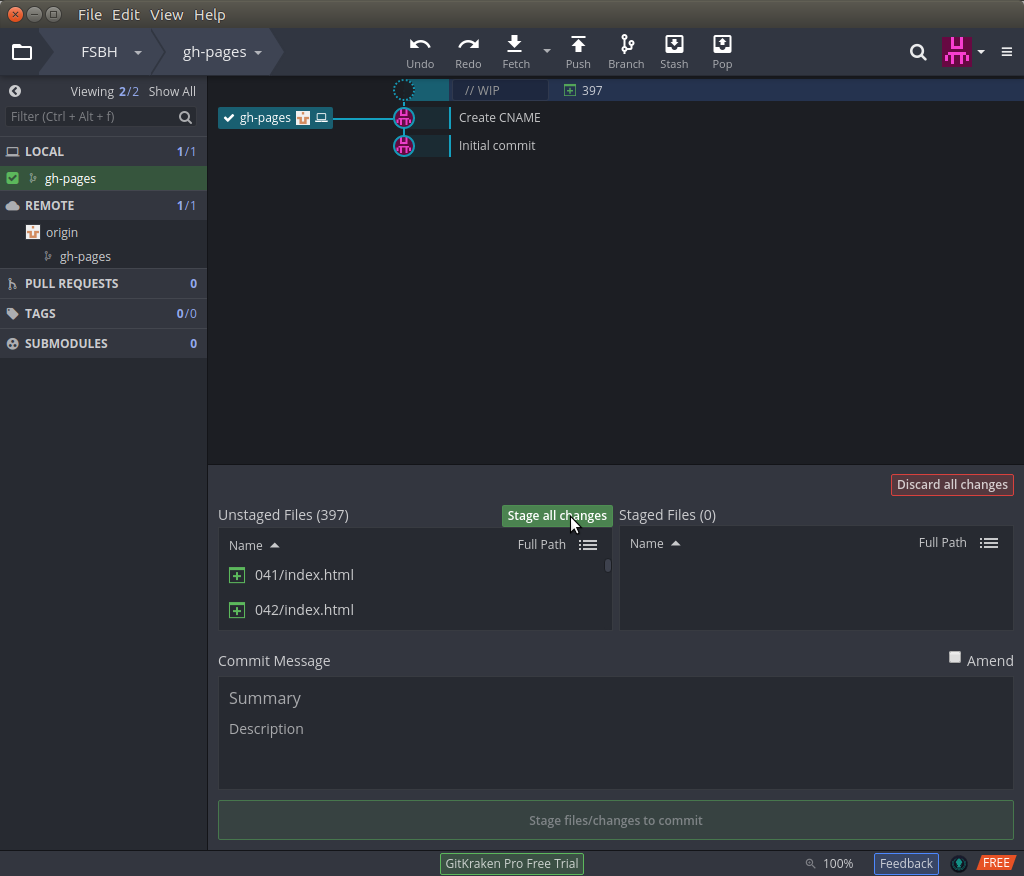 File Edit View Help
FSBH gh-pages Undo Redo Fetch Push Branch Stash Pop
Viewing 2/2 Show All
Filter (Ctrl + Alt + f)
LOCAL 1/1
gh-pages
REMOTE 1/1
origin
gh-pages
PULL REQUESTS 0
TAGS 0/0
SUBMODULES 0
// WIP 397
gh-pages Create CNAME
Initial commit
Discard all changes
Unstaged Files (397) Stage all changes Staged Files (0)
Name Full Path
041/index.html
042/index.html
Name Full Path
Commit Message Amend
Summary
Description
Stage files/changes to commit
GitKraken Pro Free Trial 100% Feedback FREE